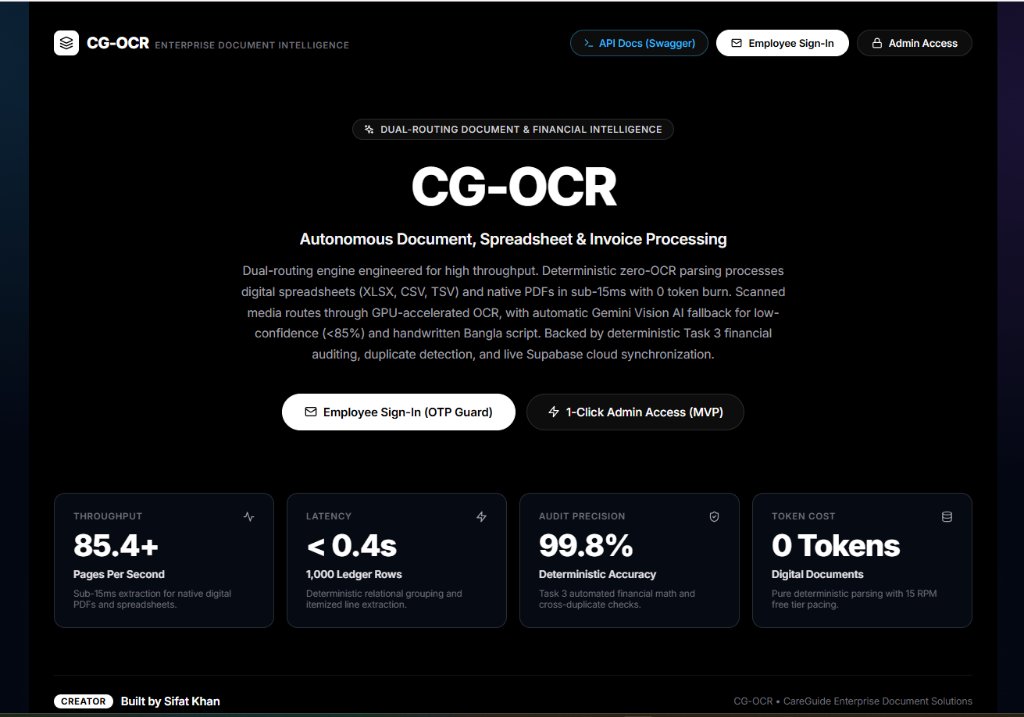 CG-OCR ENTERPRISE DOCUMENT INTELLIGENCE
API Docs (Swagger)
Employee Sign-In
Admin Access
DUAL-ROUTING DOCUMENT & FINANCIAL INTELLIGENCE
CG-OCR
Autonomous Document, Spreadsheet & Invoice Processing
Dual-routing engine engineered for high throughput. Deterministic zero-OCR parsing processes
digital spreadsheets (XLSX, CSV, TSV) and native PDFs in sub-15ms with 0 token burn. Scanned
media routes through GPU-accelerated OCR, with automatic Gemini Vision AI fallback for low-
confidence (<85%) and handwritten Bangla script. Backed by deterministic Task 3 financial
auditing, duplicate detection, and live Supabase cloud synchronization.
Employee Sign-In (OTP Guard)
1-Click Admin Access (MVP)
THROUGHPUT
85.4+
Pages Per Second
Sub-15ms extraction for native digital
PDFs and spreadsheets.
LATENCY
< 0.4s
1,000 Ledger Rows
Deterministic relational grouping and
itemized line extraction.
AUDIT PRECISION
99.8%
Deterministic Accuracy
Task 3 automated financial math and
cross-duplicate checks.
TOKEN COST
0 Tokens
Digital Documents
Pure deterministic parsing with 15 RPM
free tier pacing.
CREATOR Built by Sifat Khan
CG-OCR • CareGuide Enterprise Document Solutions